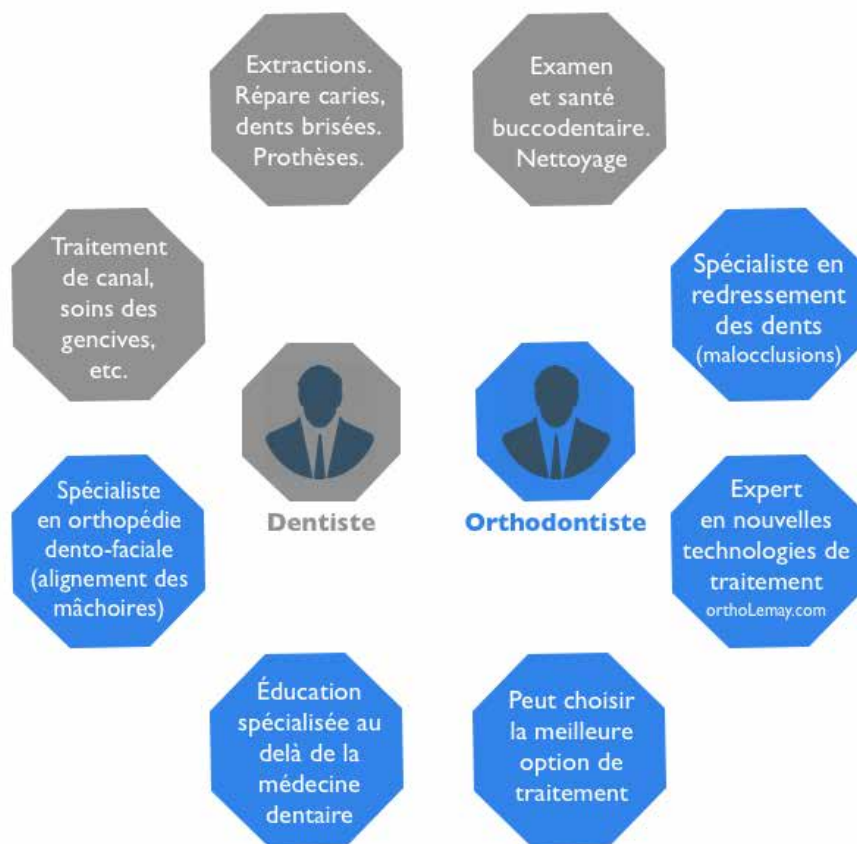 Extractions.
Répare caries,
dents brisées.
Prothèses.
Examen
et santé
buccodentaire.
Nettoyage
Traitement
de canal,
soins des
gencives,
etc.
Spécialiste en
redressement
des dents
(malocclusions)
Dentiste
Orthodontiste
Spécialiste
en orthopédie
dento-faciale
(alignement des
mâchoires)
Expert
en nouvelles
technologies de
traitement
orthoLemay.com
Éducation
spécialisée au
delà de la
médecine
dentaire
Peut choisir
la meilleure
option de
traitement